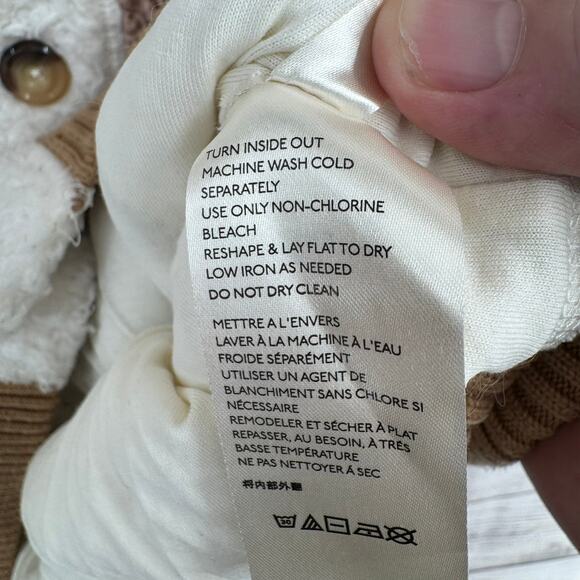 TURN INSIDE OUT
MACHINE WASH COLD
SEPARATELY
USE ONLY NON-CHLORINE
BLEACH
RESHAPE & LAY FLAT TO DRY
LOW IRON AS NEEDED
DO NOT DRY CLEAN
METTRE A L'ENVERS
LAVER À LA MACHINE À L'EAU
FROIDE SÉPARÉMENT
UTILISER UN AGENT DE
BLANCHIMENT SANS CHLORE SI
NÉCESSAIRE
REMODELER ET SÉCHER À PLAT
REPASSER, AU BESOIN, À TRÉS
BASSE TEMPÉRATURE
NE PAS NETTOYER Á SEC
将内部外翻
30